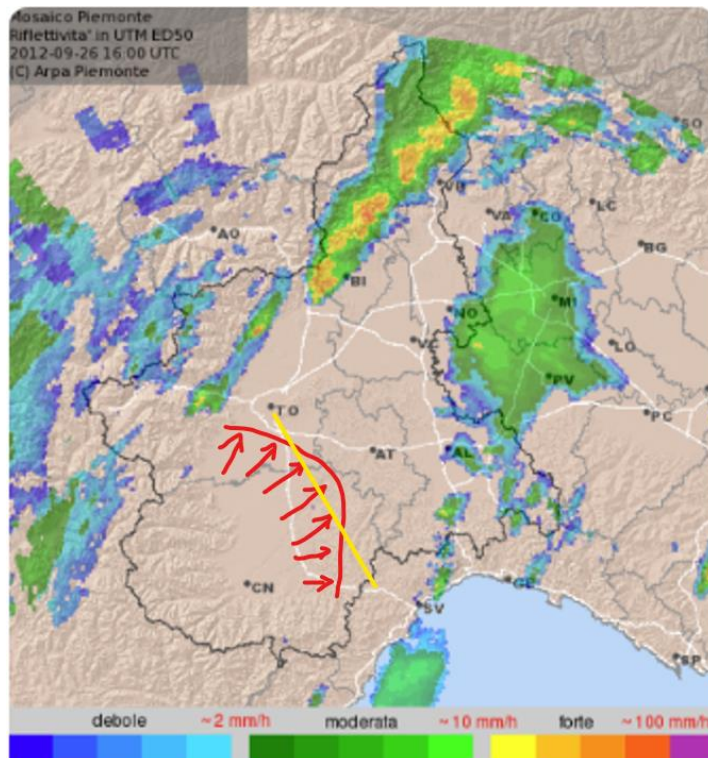 Mosaico Piemonte
Riflettivita' in UTM ED50
2012-09-26 16:00 UTC
(C) Arpa Piemonte
SO
VB
VA
CO
LC
AO
BG
BI
MI
NO
VC
LO
PV
TO
PC
AT
AL
CN
GE
SV
SP
debole ~2 mm/h moderata ~10 mm/h forte ~100 mm/h